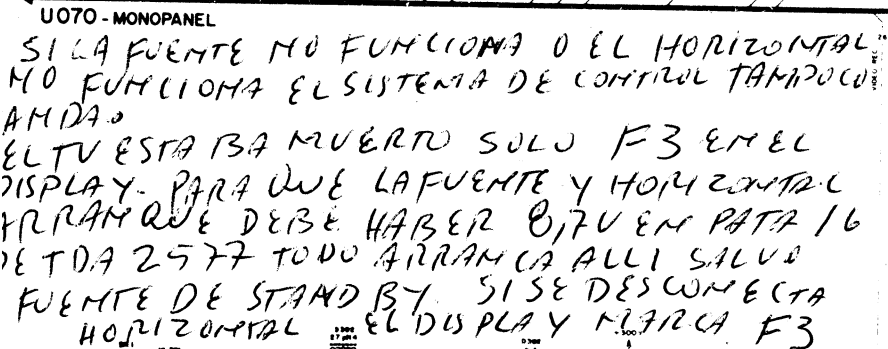 U070 - MONOPANEL
SI LA FUENTE NO FUNCIONA O EL HORIZONTAL
NO FUNCIONA EL SISTEMA DE CONTROL TAMPOCO
ANDA.
EL TV ESTABA MUERTO SOLO F3 EN EL
DISPLAY. PARA QUE LA FUENTE Y HORIZONTAL
ARRANQUE DEBE HABER 8,7V EN PATA 16
DE TDA 2577 TODO ARRANCA ALLI SALVO
FUENTE DE STAND BY. SI SE DESCONECTA
HORIZONTAL EL DISPLAY MARCA F3